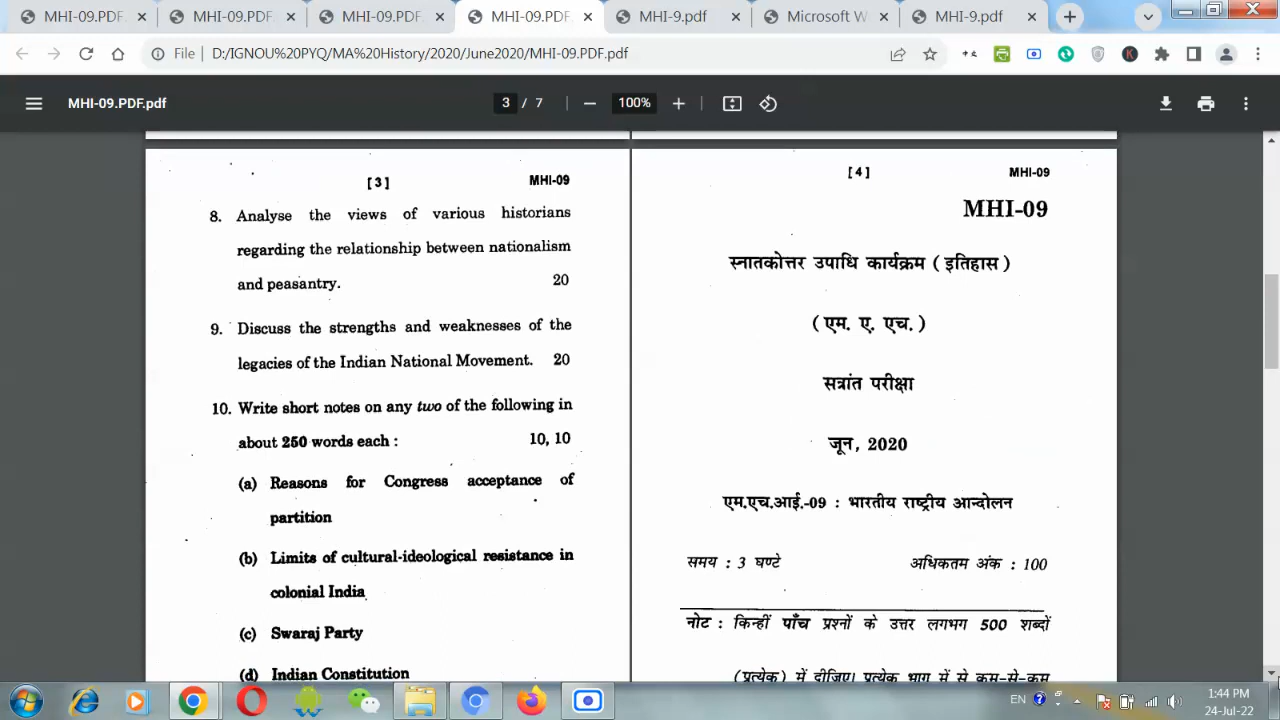 MHI-09.PDF
MHI-09.PDF
MHI-09.PDF
MHI-09.PDF
MHI-9.pdf
Microsoft W
MHI-9.pdf
File | D:/IGNOU%20PYO/MA%20History/2020/June2020/MHI-09.PDF.pdf
MHI-09.PDF.pdf
3 / 7
100%
[ 3 ] MHI-09
8. Analyse the views of various historians
regarding the relationship between nationalism
and peasantry. 20
9. Discuss the strengths and weaknesses of the
legacies of the Indian National Movement. 20
10. Write short notes on any two of the following in
about 250 words each : 10, 10
(a) Reasons for Congress acceptance of
partition
(b) Limits of cultural-ideological resistance in
colonial India
(c) Swaraj Party
(d) Indian Constitution
[ 4 ] MHI-09
MHI-09
स्नातकोत्तर उपाधि कार्यक्रम ( इतिहास )
( एम. ए. एच. )
सत्रांत परीक्षा
जून, 2020
एम.एच.आई.-09 : भारतीय राष्ट्रीय आन्दोलन
समय : 3 घण्टे अधिकतम अंक : 100
नोट : किन्हीं पाँच प्रश्नों के उत्तर लगभग 500 शब्दों
(प्रत्येक) में दीजिए। प्रत्येक भाग में से कम-से-कम
EN
1:44 PM
24-Jul-22